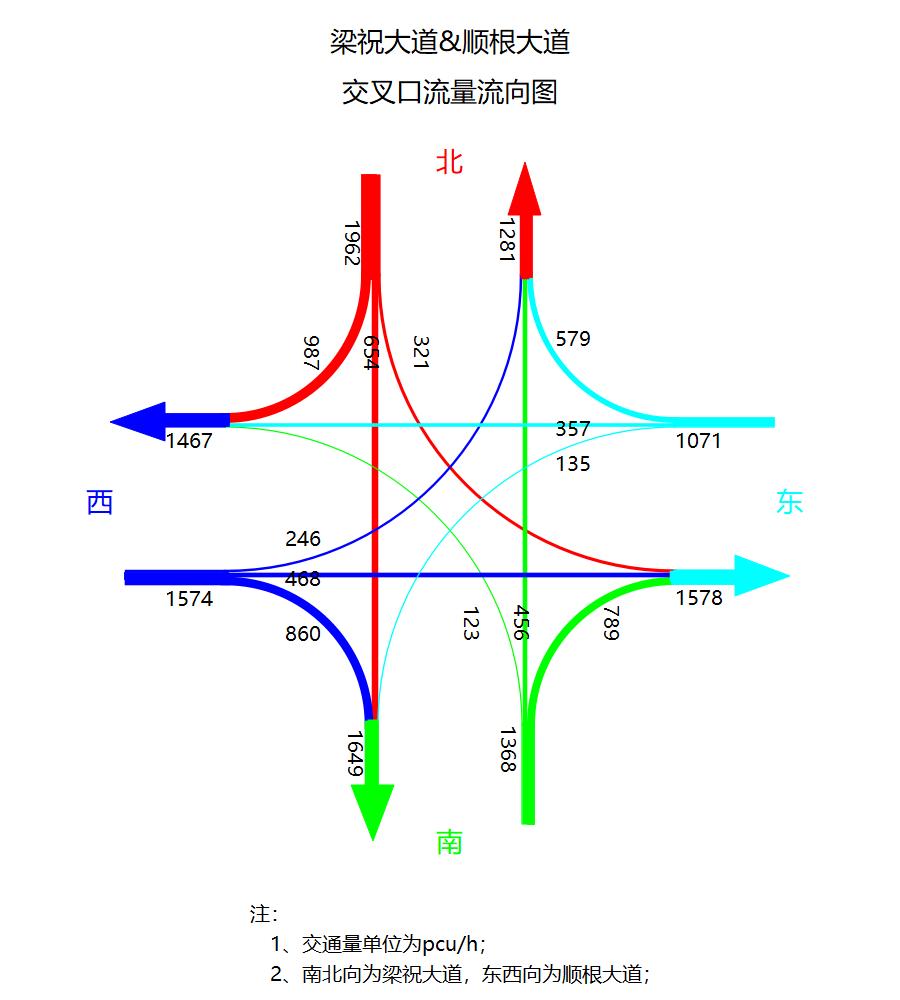 梁祝大道&顺根大道
交叉口流量流向图
北
1962
1281
987
654
321
579
357
135
1467
1071
西
东
246
468
860
1574
1578
123
456
789
1649
1368
南
注：
1、交通量单位为pcu/h；
2、南北向为梁祝大道，东西向为顺根大道；